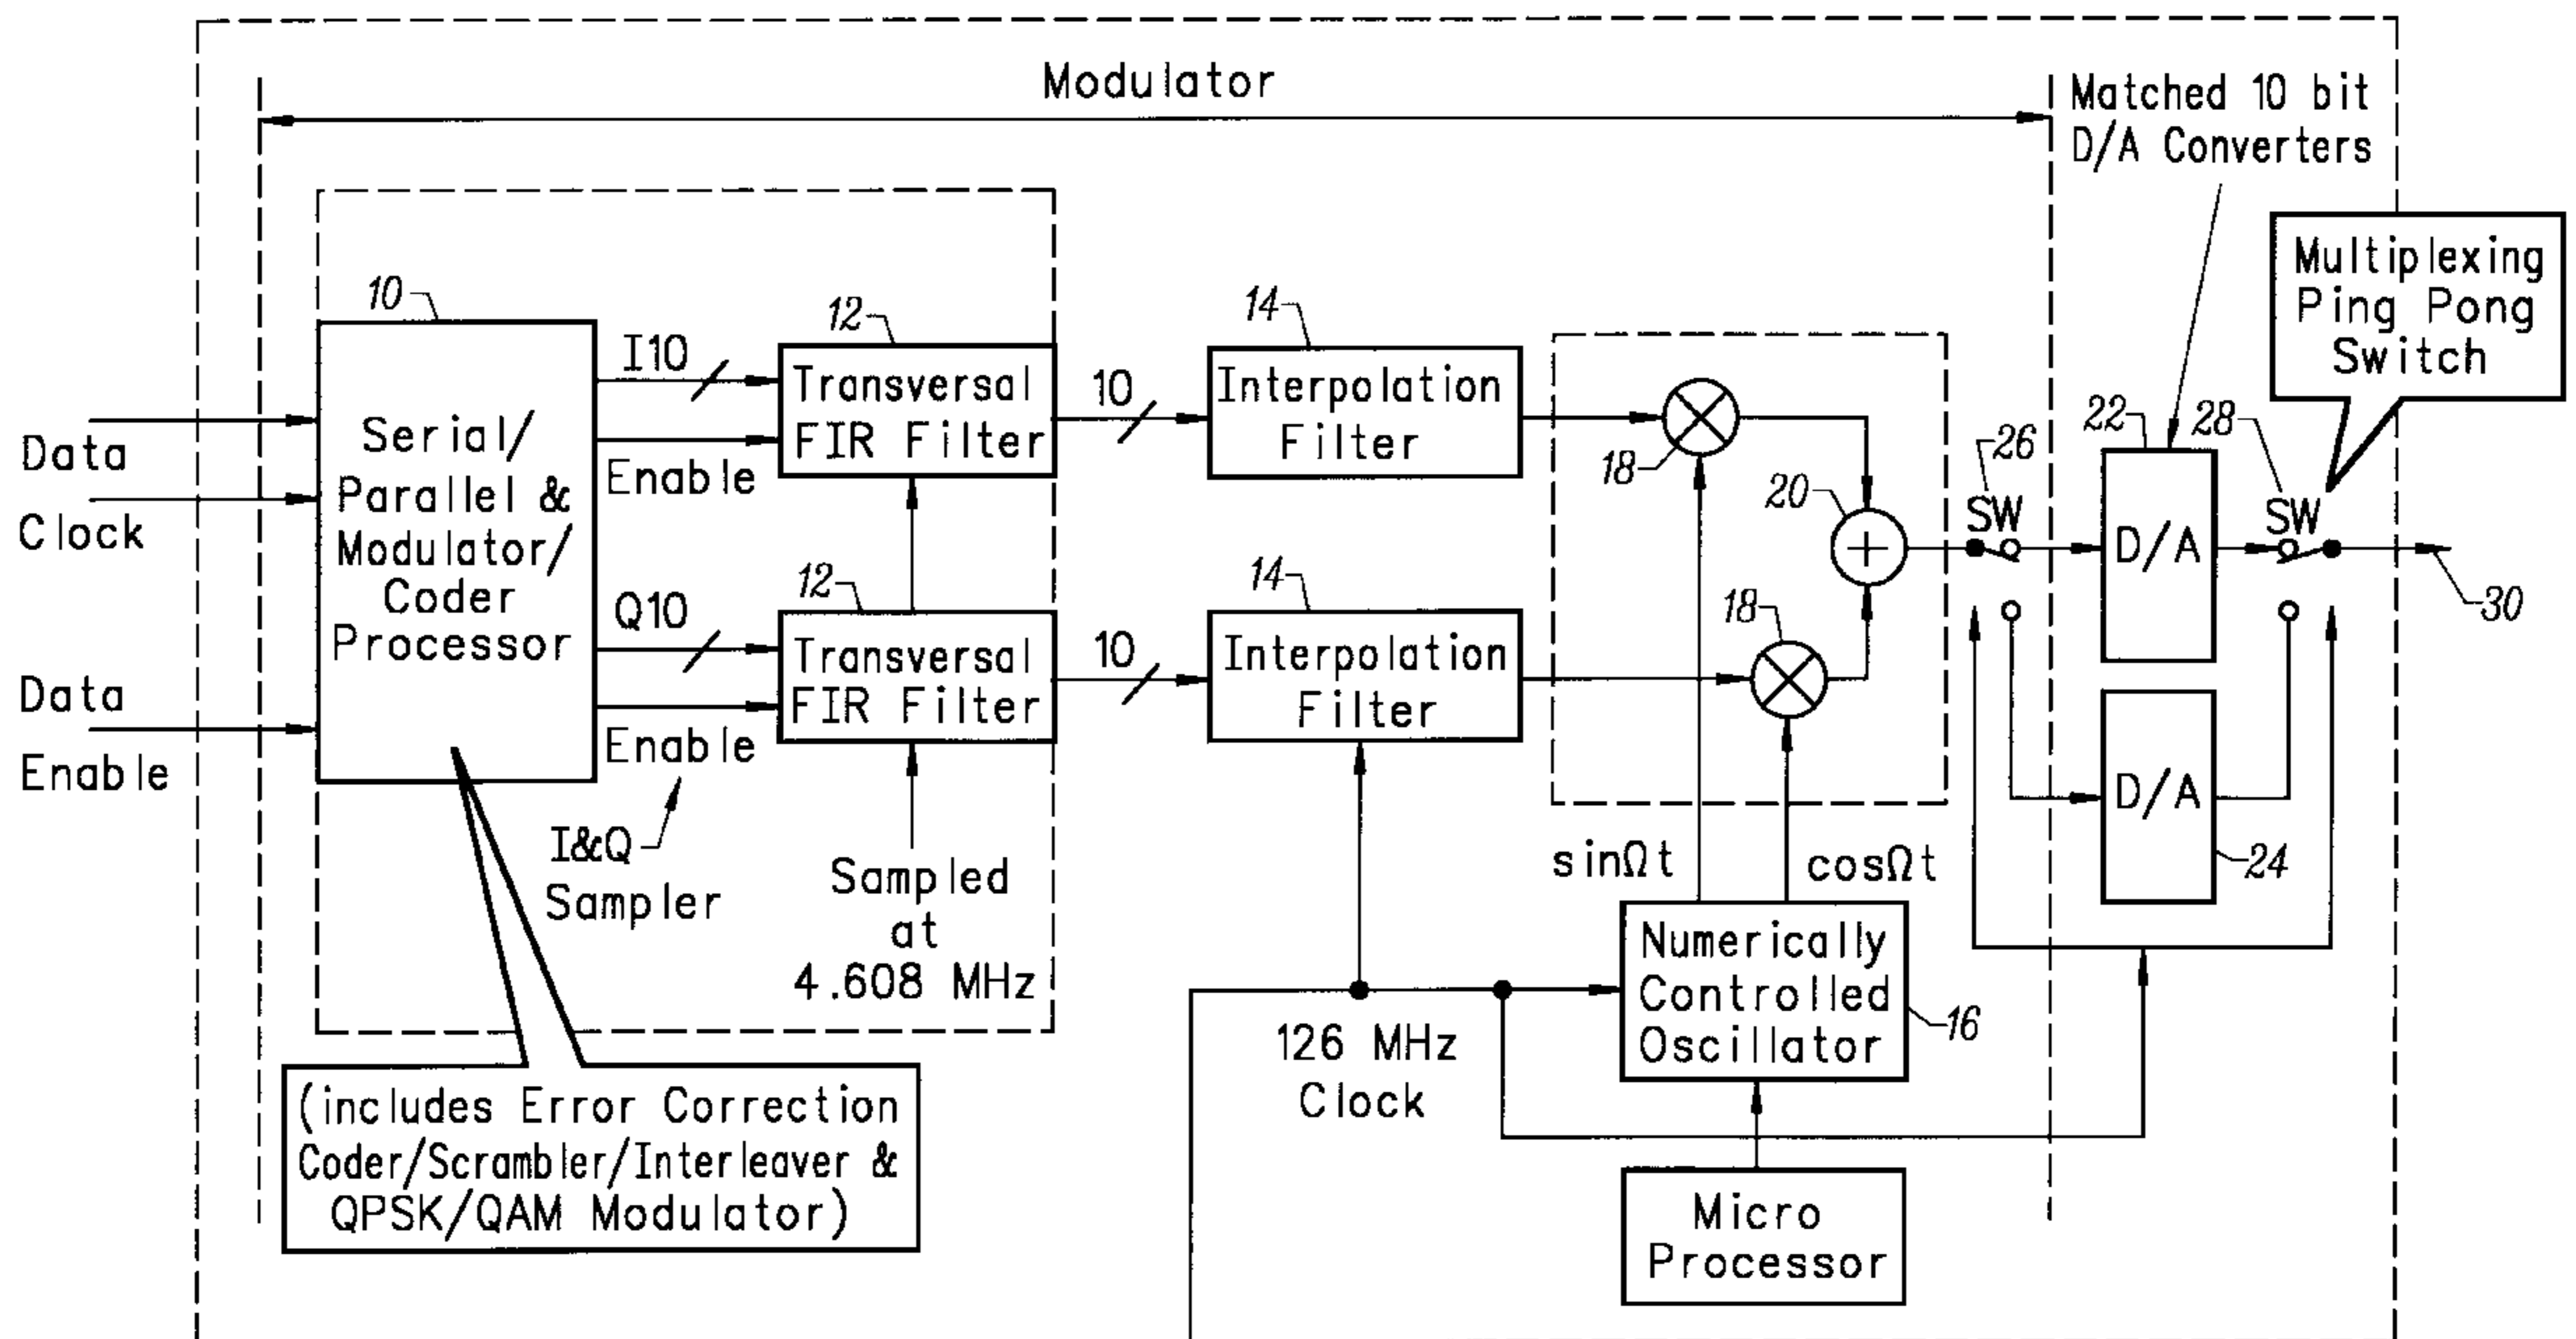 Modulator
Matched 10 bit
D/A Converters
Multiplexing
Ping Pong
Switch
10
I10
12
Transversal
FIR Filter
Enable
10
14
Interpolation
Filter
18
20
26
SW
22
D/A
28
SW
30
Data
Clock
Data
Enable
Serial/
Parallel &
Modulator/
Coder
Processor
Q10
12
Transversal
FIR Filter
Enable
I&Q
Sampler
Sampled
at
4.608 MHz
10
14
Interpolation
Filter
18
D/A
24
sinΩt
cosΩt
Numerically
Controlled
Oscillator
16
126 MHz
Clock
(includes Error Correction
Coder/Scrambler/Interleaver &
QPSK/QAM Modulator)
Micro
Processor